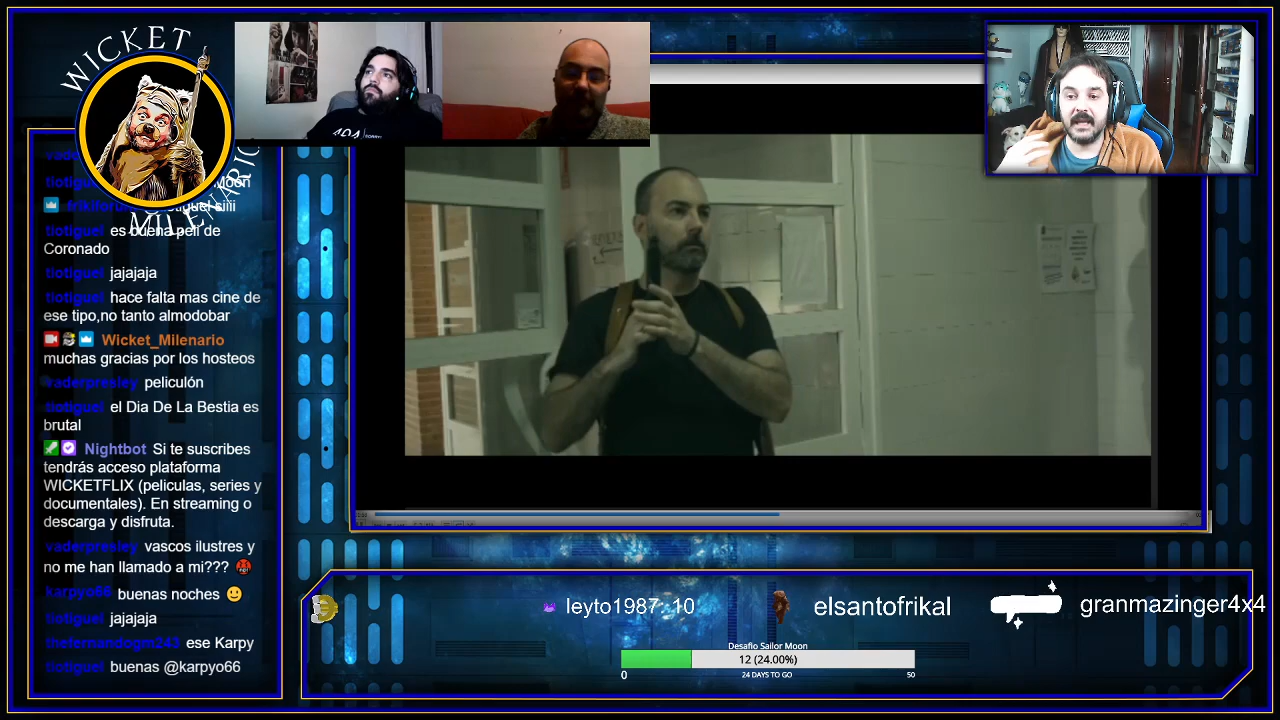 WICKET
MILENARIO
Moon
es buena peli de
Coronado
tiotiguel jajajaja
tiotiguel hace falta mas cine de
ese tipo,no tanto almodobar
Wicket_Milenario
muchas gracias por los hosteos
vaderpresley peliculón
tiotiguel el Dia De La Bestia es
brutal
Nightbot Si te suscribes
tendrás acceso plataforma
WICKETFLIX (peliculas, series y
documentales). En streaming o
descarga y disfruta.
vaderpresley vascos ilustres y
no me han llamado a mi???
karpyo66 buenas noches
tiotiguel jajajaja
thefernandogm243 ese Karpy
tiotiguel buenas @karpyo66
404
leyto1987: 10
elsantofrikal
granmazinger4x4
Desafio Sailor Moon
12 (24.00%)
0
24 DAYS TO GO
50